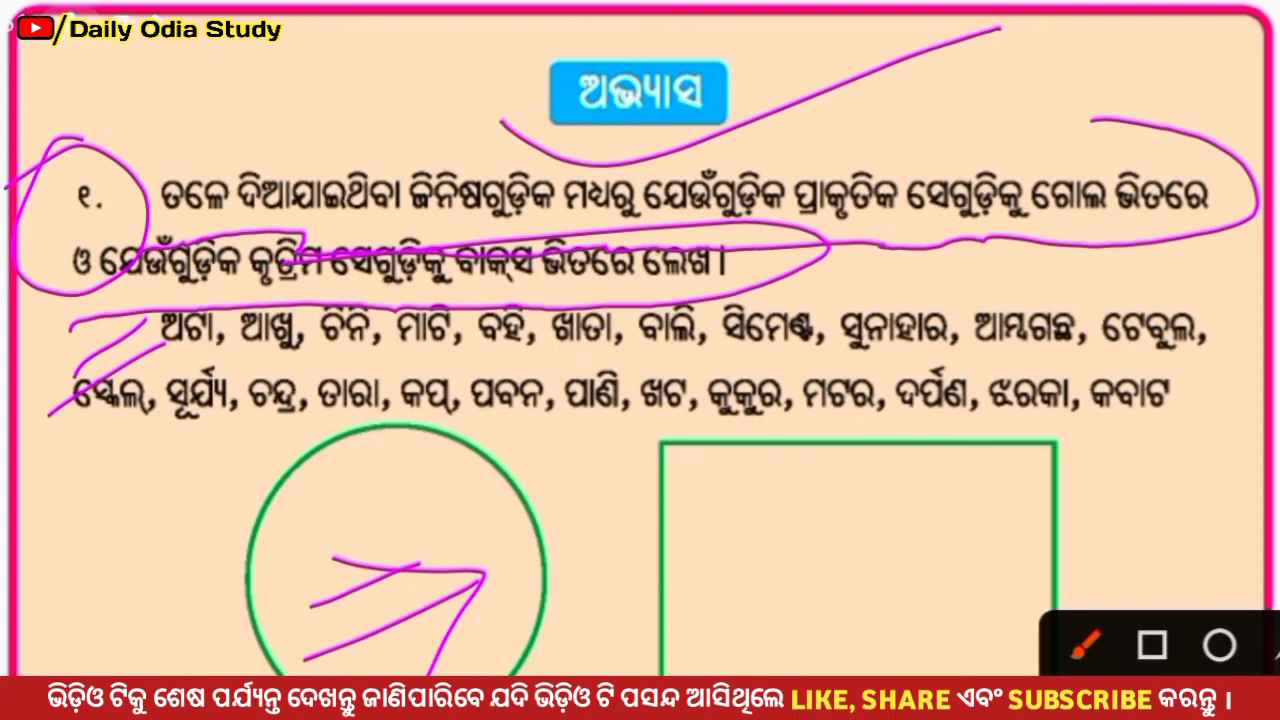 /Daily Odia Study
ଅଭ୍ୟାସ
୧. ତଳେ ଦିଆଯାଇଥିବା ଜିନିଷଗୁଡ଼ିକ ମଧ୍ୟରୁ ଯେଉଁଗୁଡ଼ିକ ପ୍ରାକୃତିକ ସେଗୁଡ଼ିକୁ ଗୋଲ ଭିତରେ
ଓ ଯେଉଁଗୁଡ଼ିକ କୃତ୍ରିମ ସେଗୁଡ଼ିକୁ ବାକ୍ସ ଭିତରେ ଲେଖ।
ଅଟା, ଆଖୁ, ଚିନି, ମାଟି, ବହି, ଖାତା, ବାଲି, ସିମେଣ୍ଟ, ସୁନାହାର, ଆମ୍ବଗଛ, ଟେବୁଲ,
ସ୍କେଲ୍, ସୂର୍ଯ୍ୟ, ଚନ୍ଦ୍ର, ତାରା, କପ୍, ପବନ, ପାଣି, ଖଟ, କୁକୁର, ମଟର, ଦର୍ପଣ, ଝରକା, କବାଟ
ଭିଡ଼ିଓ ଟିକୁ ଶେଷ ପର୍ଯ୍ୟନ୍ତ ଦେଖନ୍ତୁ ଜାଣିପାରିବେ ଯଦି ଭିଡ଼ିଓ ଟି ପସନ୍ଦ ଆସିଥିଲେ LIKE, SHARE ଏବଂ SUBSCRIBE କରନ୍ତୁ ।